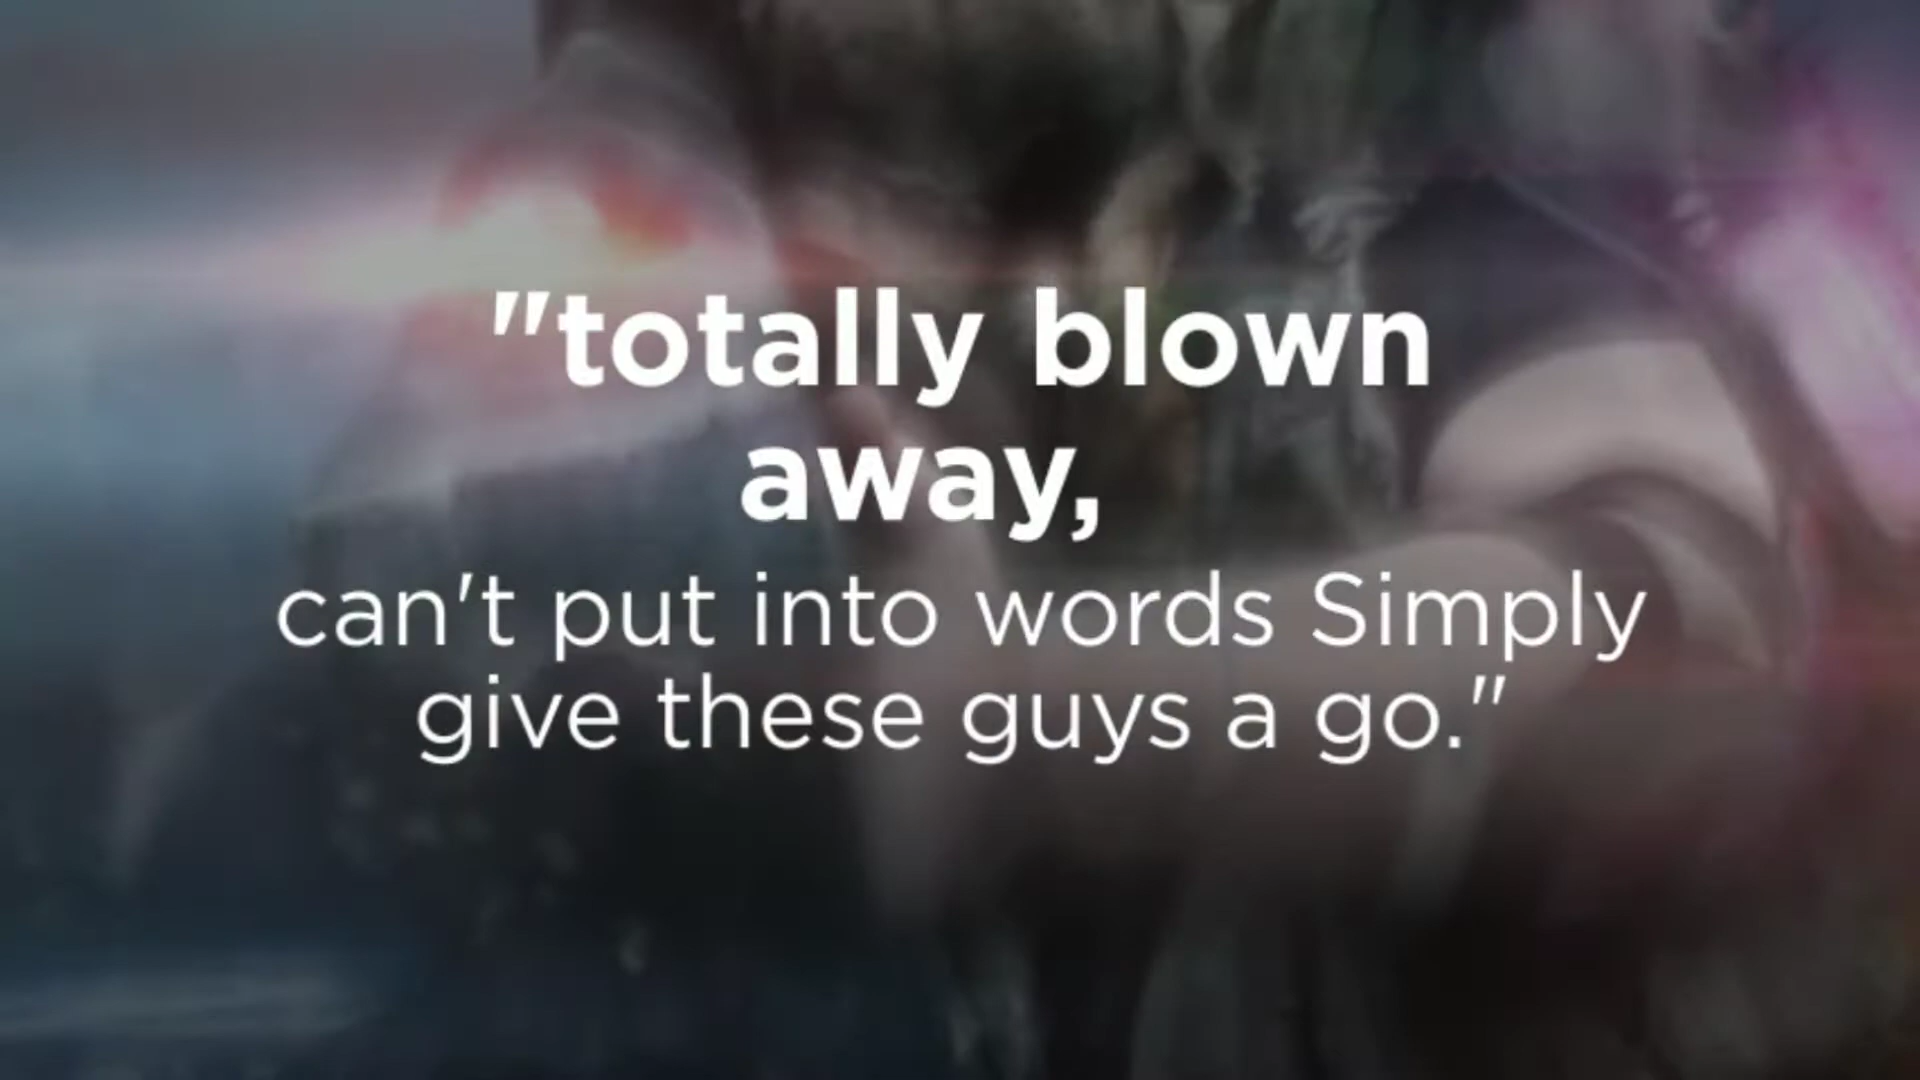 "totally blown
away,
can't put into words Simply
give these guys a go."